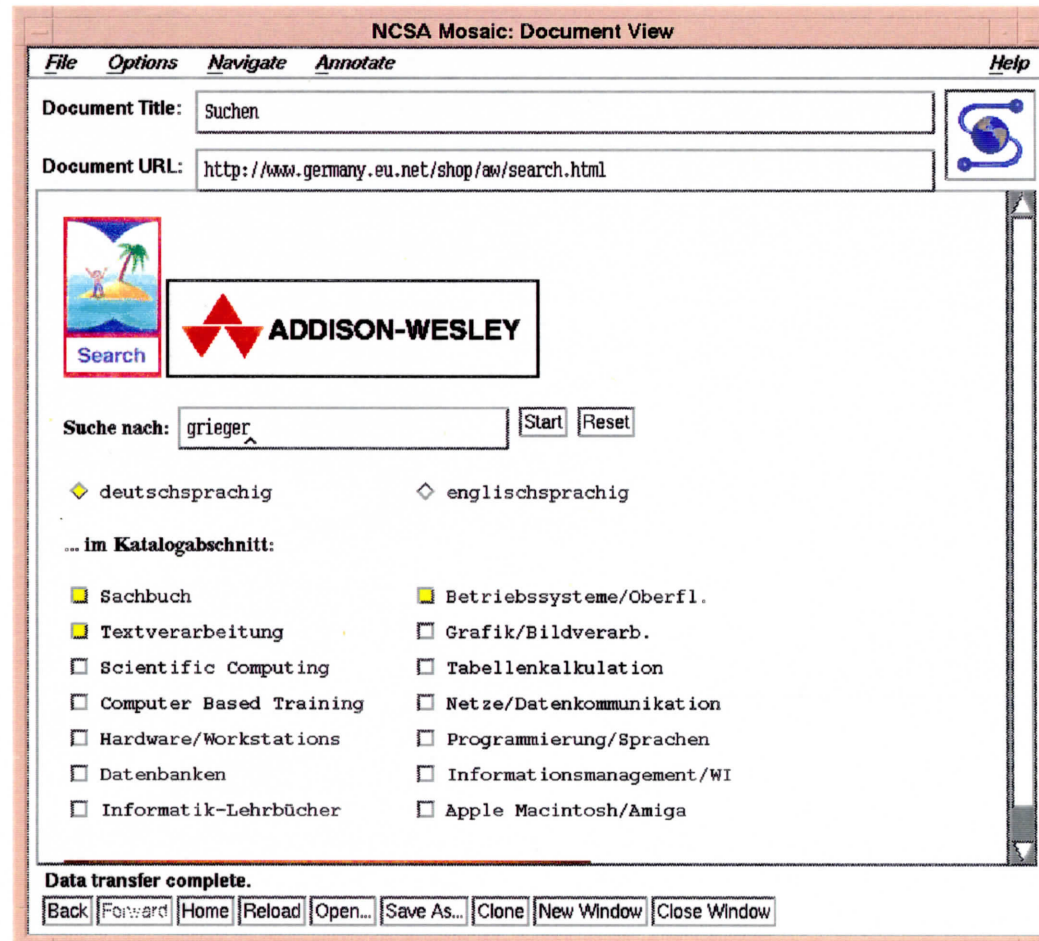 NCSA Mosaic: Document View
File Options Navigate Annotate Help
Document Title: Suchen
Document URL: http://www.germany.eu.net/shop/aw/search.html
Search
ADDISON-WESLEY
Suche nach: grieger Start Reset
deutschsprachig englischsprachig
... im Katalogabschnitt:
Sachbuch Betriebssysteme/Oberfl.
Textverarbeitung Grafik/Bildverarb.
Scientific Computing Tabellenkalkulation
Computer Based Training Netze/Datenkommunikation
Hardware/Workstations Programmierung/Sprachen
Datenbanken Informationsmanagement/WI
Informatik-Lehrbücher Apple Macintosh/Amiga
Data transfer complete.
Back Forward Home Reload Open... Save As... Clone New Window Close Window